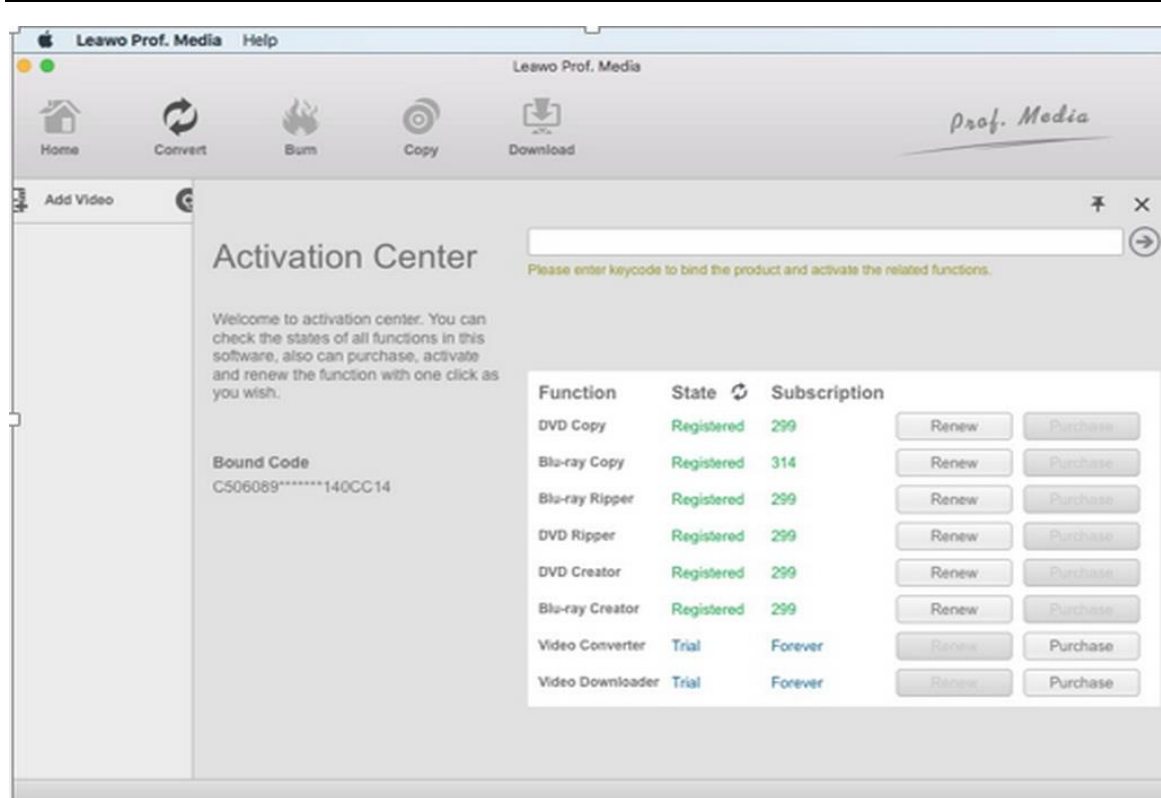 Leawo Prof. Media Help
Leawo Prof. Media
Home Convert Burn Copy Download
Prof. Media
Add Video
Activation Center
Please enter keycode to bind the product and activate the related functions.
Welcome to activation center. You can
check the states of all functions in this
software, also can purchase, activate
and renew the function with one click as
you wish.
Bound Code
C506089*******140CC14
Function State Subscription
DVD Copy Registered 299 Renew Purchase
Blu-ray Copy Registered 314 Renew Purchase
Blu-ray Ripper Registered 299 Renew Purchase
DVD Ripper Registered 299 Renew Purchase
DVD Creator Registered 299 Renew Purchase
Blu-ray Creator Registered 299 Renew Purchase
Video Converter Trial Forever Renew Purchase
Video Downloader Trial Forever Renew Purchase